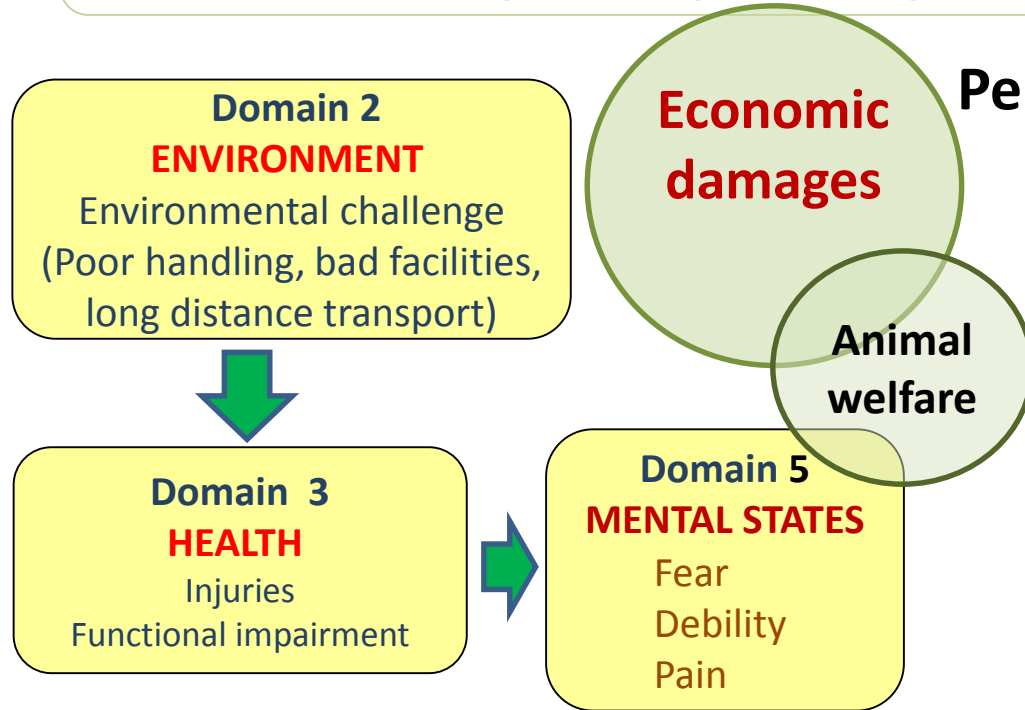 Domain 2
ENVIRONMENT
Environmental challenge
(Poor handling, bad facilities,
long distance transport)
Economic
damages
Pe
Animal
welfare
Domain 3
HEALTH
Injuries
Functional impairment
Domain 5
MENTAL STATES
Fear
Debility
Pain